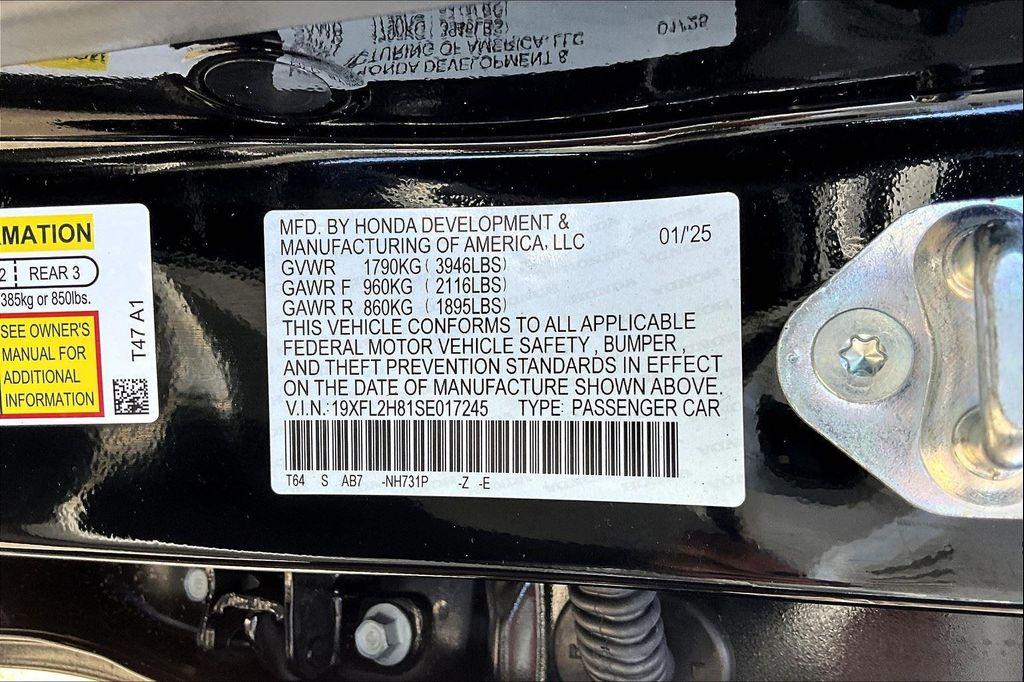 01/25
MATION
2 REAR 3
385kg or 850lbs.
SEE OWNER'S
MANUAL FOR
ADDITIONAL
INFORMATION
T47 A1
MFD. BY HONDA DEVELOPMENT &
MANUFACTURING OF AMERICA, LLC
01/25
GVWR 1790KG ( 3946LBS)
GAWR F 960KG ( 2116LBS)
GAWR R 860KG ( 1895LBS)
THIS VEHICLE CONFORMS TO ALL APPLICABLE
FEDERAL MOTOR VEHICLE SAFETY, BUMPER,
AND THEFT PREVENTION STANDARDS IN EFFECT
ON THE DATE OF MANUFACTURE SHOWN ABOVE.
V.I.N.: 19XFL2H81SE017245 TYPE: PASSENGER CAR
T64 S AB7 -NH731P -Z -E